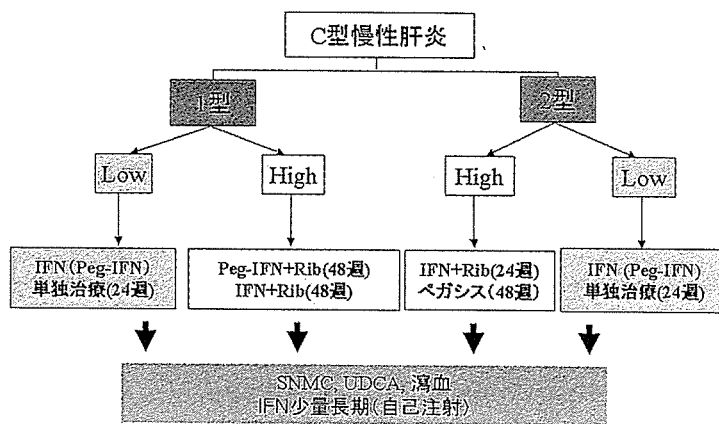 C型慢性肝炎
1型
2型
Low
High
High
Low
IFN(Peg-IFN)
単独治療(24週)
Peg-IFN+Rib(48週)
IFN+Rib(48週)
IFN+Rib(24週)
ペガシス(48週)
IFN (Peg-IFN)
単独治療(24週)
SNMC, UDCA, 瀉血
IFN少量長期(自己注射)